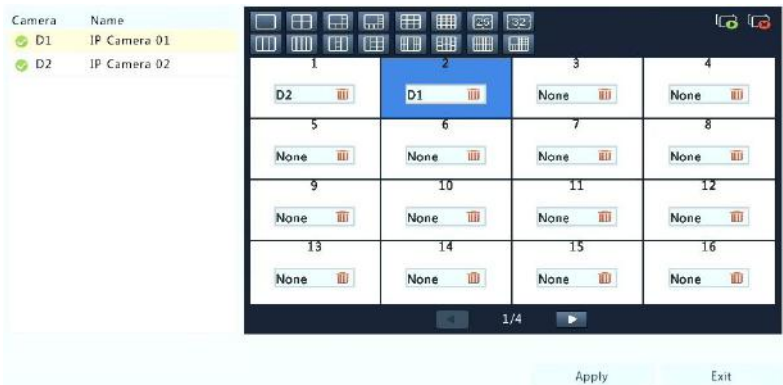 Camera Name
D1 IP Camera 01
D2 IP Camera 02
25 32
1 2 3 4
D2 D1 None None
5 6 7 8
None None None None
9 10 11 12
None None None None
13 14 15 16
None None None None
1/4
Apply Exit